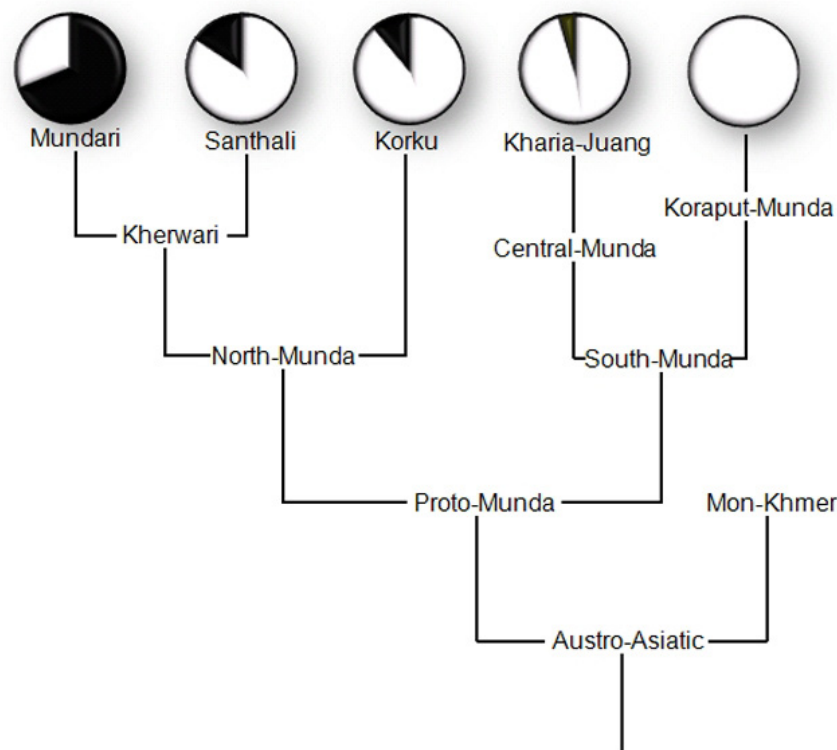 Mundari
Santhali
Korku
Kharia-Juang
Koraput-Munda
Kherwari
Central-Munda
North-Munda
South-Munda
Proto-Munda
Mon-Khmer
Austro-Asiatic